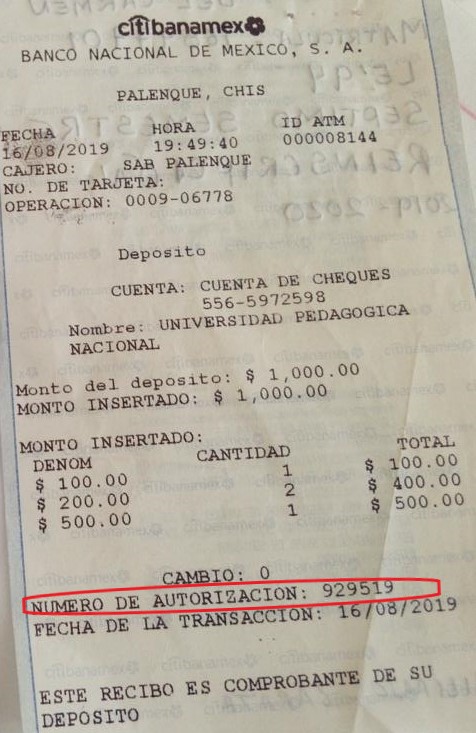 citibanamex
BANCO NACIONAL DE MEXICO, S. A.
PALENQUE, CHIS
FECHA HORA ID ATM
16/08/2019 19:49:40 000008144
CAJERO: SAB PALENQUE
NO. DE TARJETA:
OPERACION: 0009-06778
Deposito
CUENTA: CUENTA DE CHEQUES
556-5972598
Nombre: UNIVERSIDAD PEDAGOGICA
NACIONAL
Monto del deposito: $ 1,000.00
MONTO INSERTADO: $ 1,000.00
MONTO INSERTADO:
DENOM CANTIDAD TOTAL
$ 100.00 1 $ 100.00
$ 200.00 2 $ 400.00
$ 500.00 1 $ 500.00
CAMBIO: 0
NUMERO DE AUTORIZACION: 929519
FECHA DE LA TRANSACCION: 16/08/2019
ESTE RECIBO ES COMPROBANTE DE SU
DEPOSITO